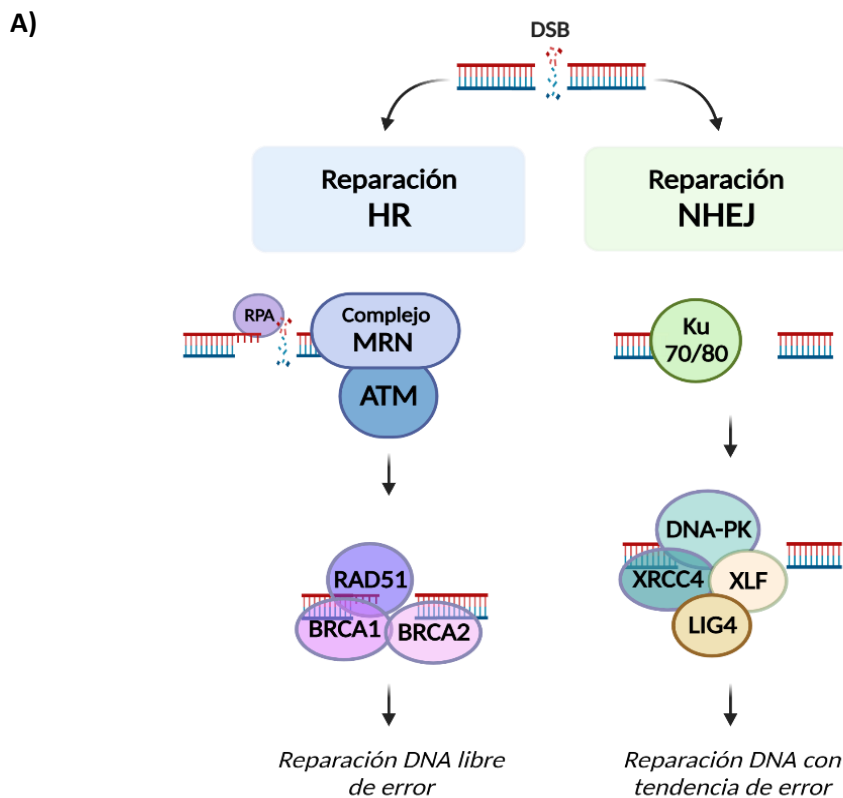 A)
DSB
Reparación
HR
Reparación
NHEJ
RPA
Complejo
MRN
ATM
Ku
70/80
RAD51
BRCA1
BRCA2
DNA-PK
XRCC4
XLF
LIG4
Reparación DNA libre
de error
Reparación DNA con
tendencia de error